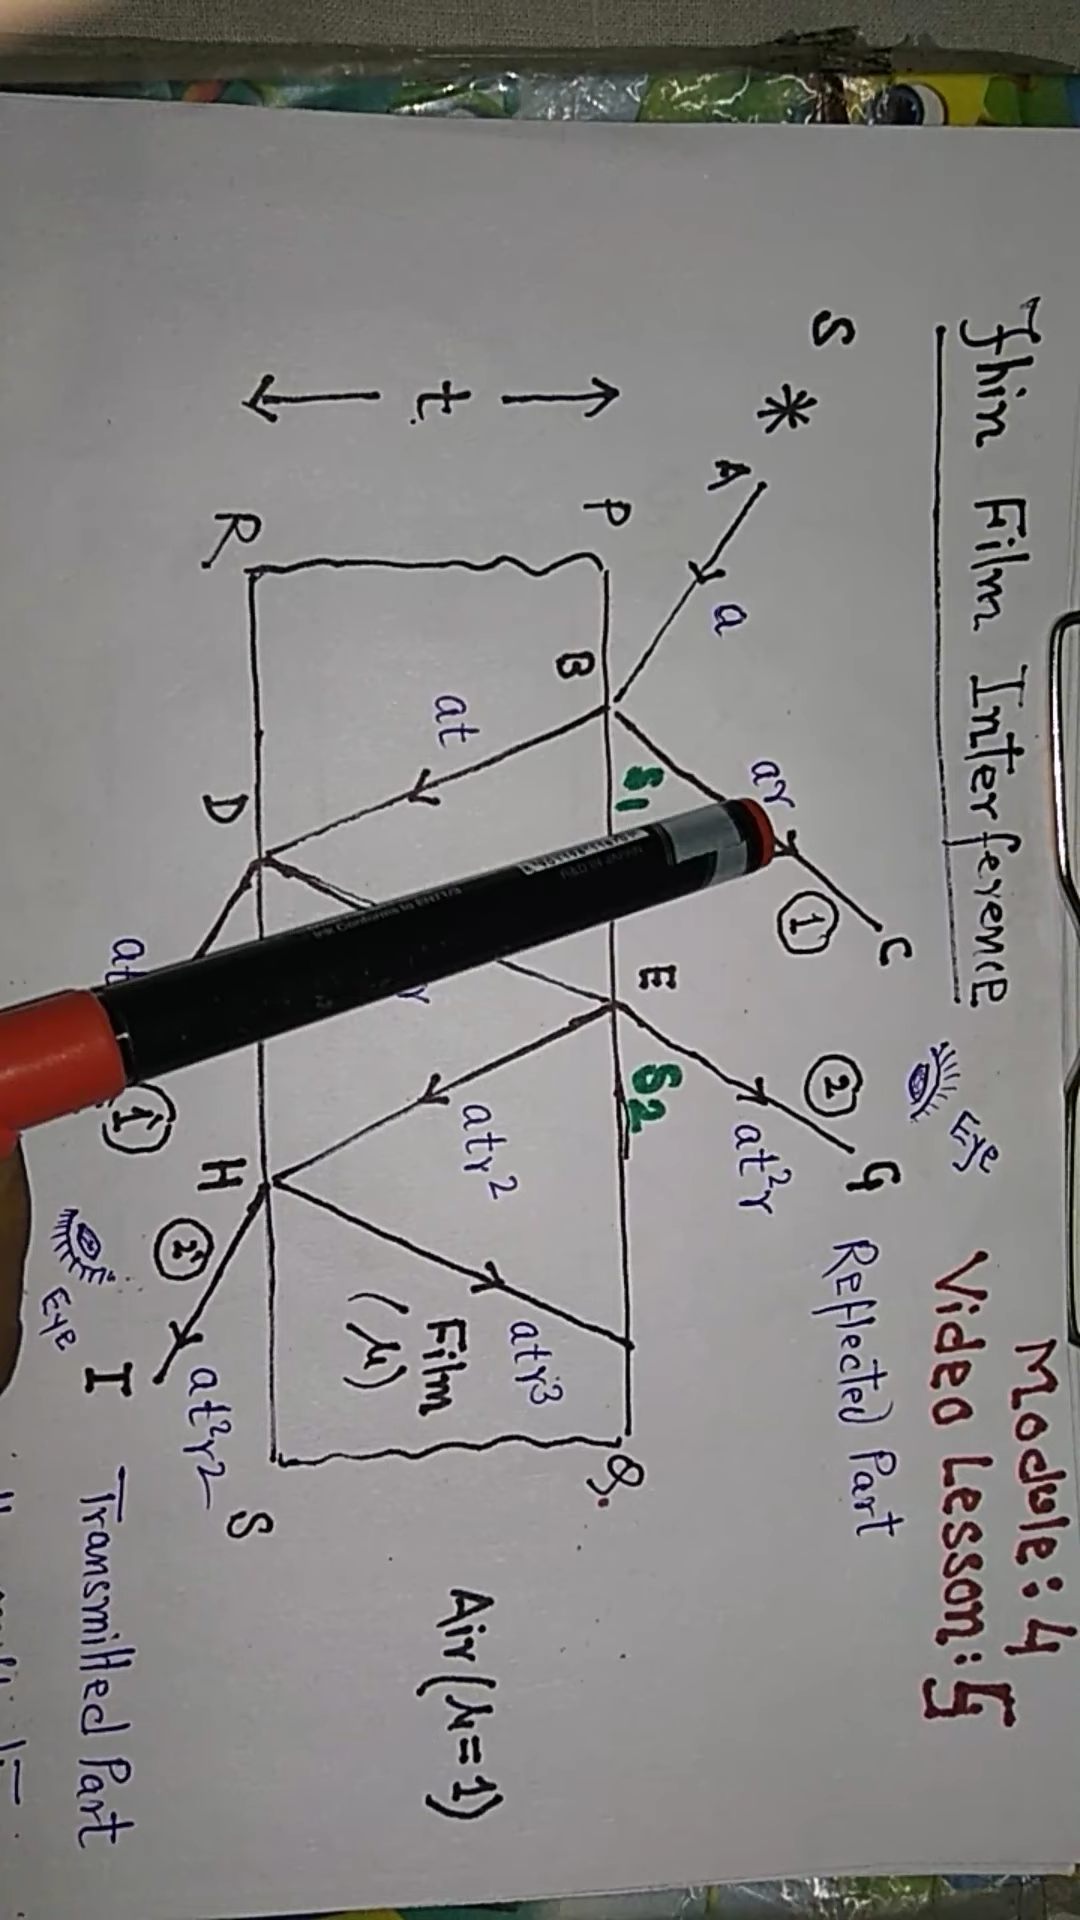 Module: 4
Thin Film Interference
Video Lesson: 5
Eye
S
A
a
ar
1
C
2
G
Reflected Part
at²r
P
B
S1
E
S2
Q.
t
at
atr²
atr³
Film
(μ)
Air (μ=1)
R
D
H
S
1
2
at²r2
Eye
I
Transmitted Part